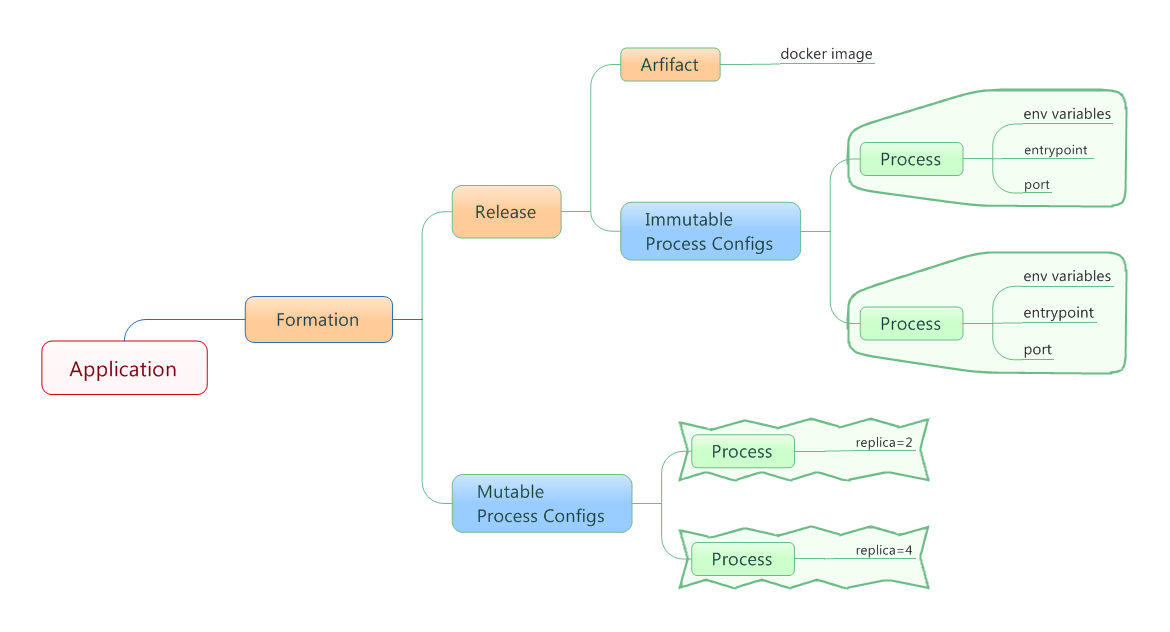 Application
Formation
Release
Arfifact
docker image
Immutable
Process Configs
Process
env variables
entrypoint
port
Process
env variables
entrypoint
port
Mutable
Process Configs
Process
replica=2
Process
replica=4